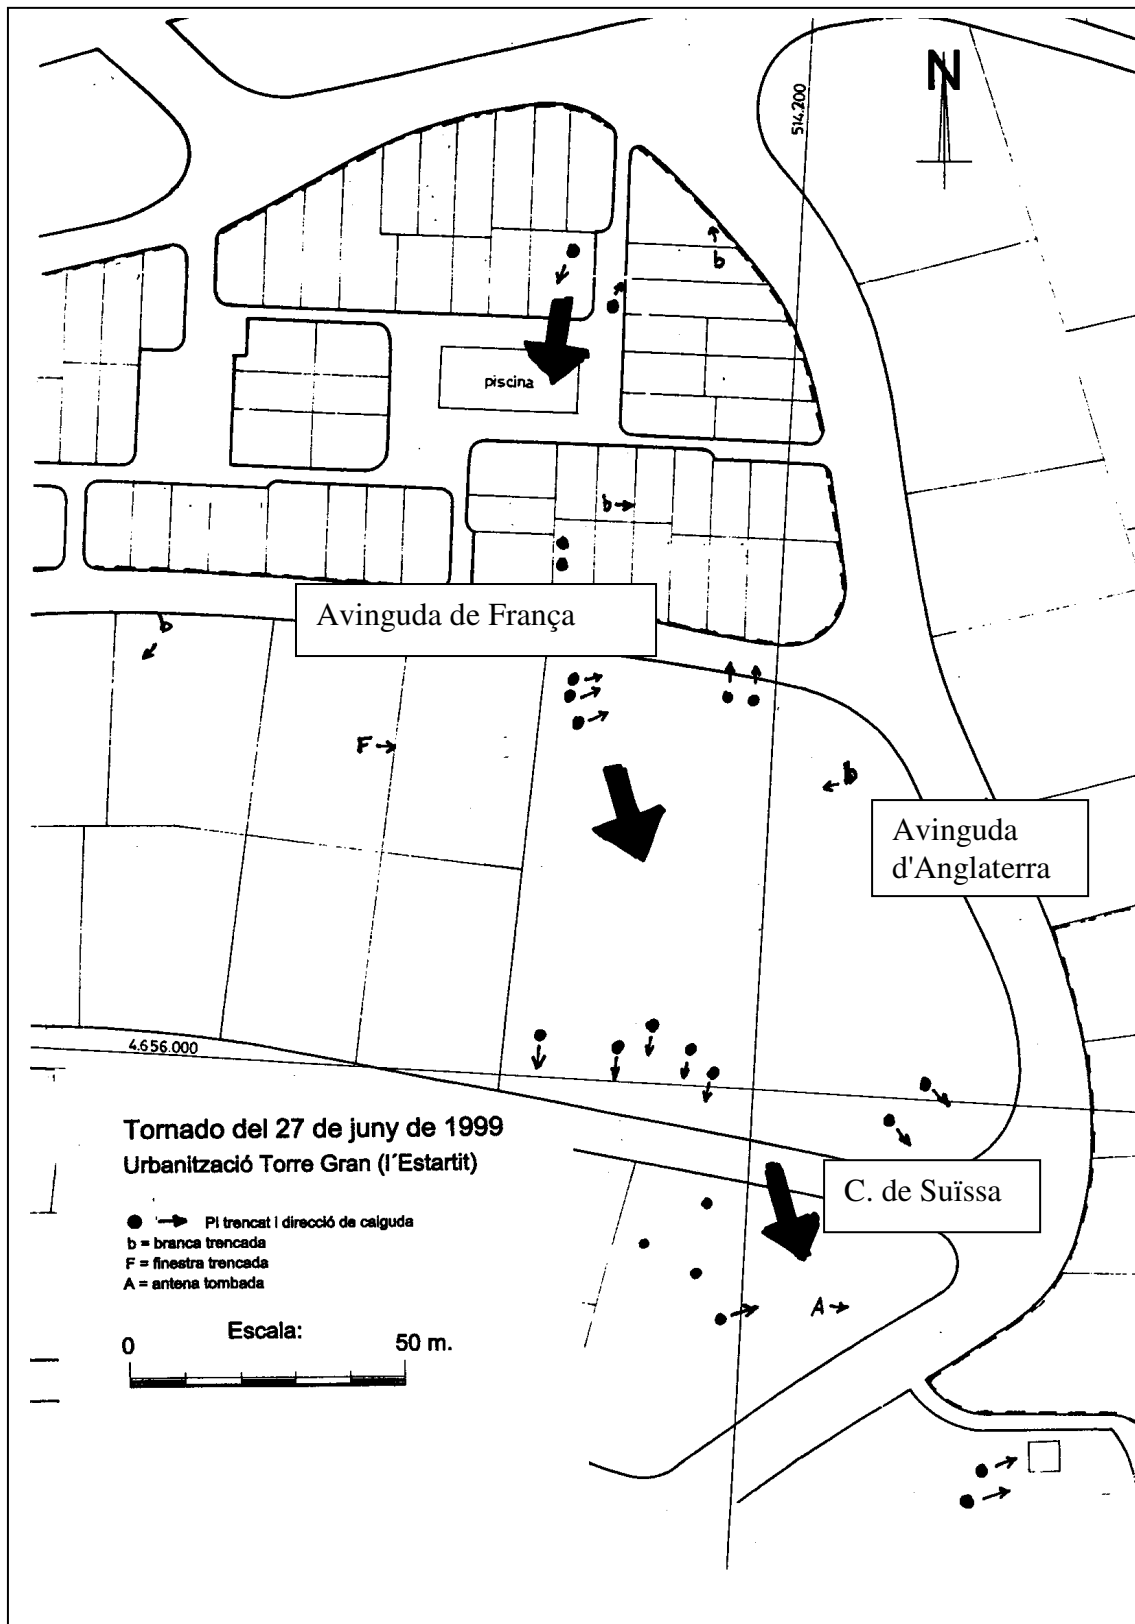 N
514.200
b
piscina
b
Avinguda de França
b
F
b
Avinguda
d'Anglaterra
4.656.000
Tornado del 27 de juny de 1999
Urbanització Torre Gran (l´Estartit)
C. de Suïssa
Pi trencat i direcció de caiguda
b = branca trencada
F = finestra trencada
A = antena tombada
A
Escala:
0 50 m.